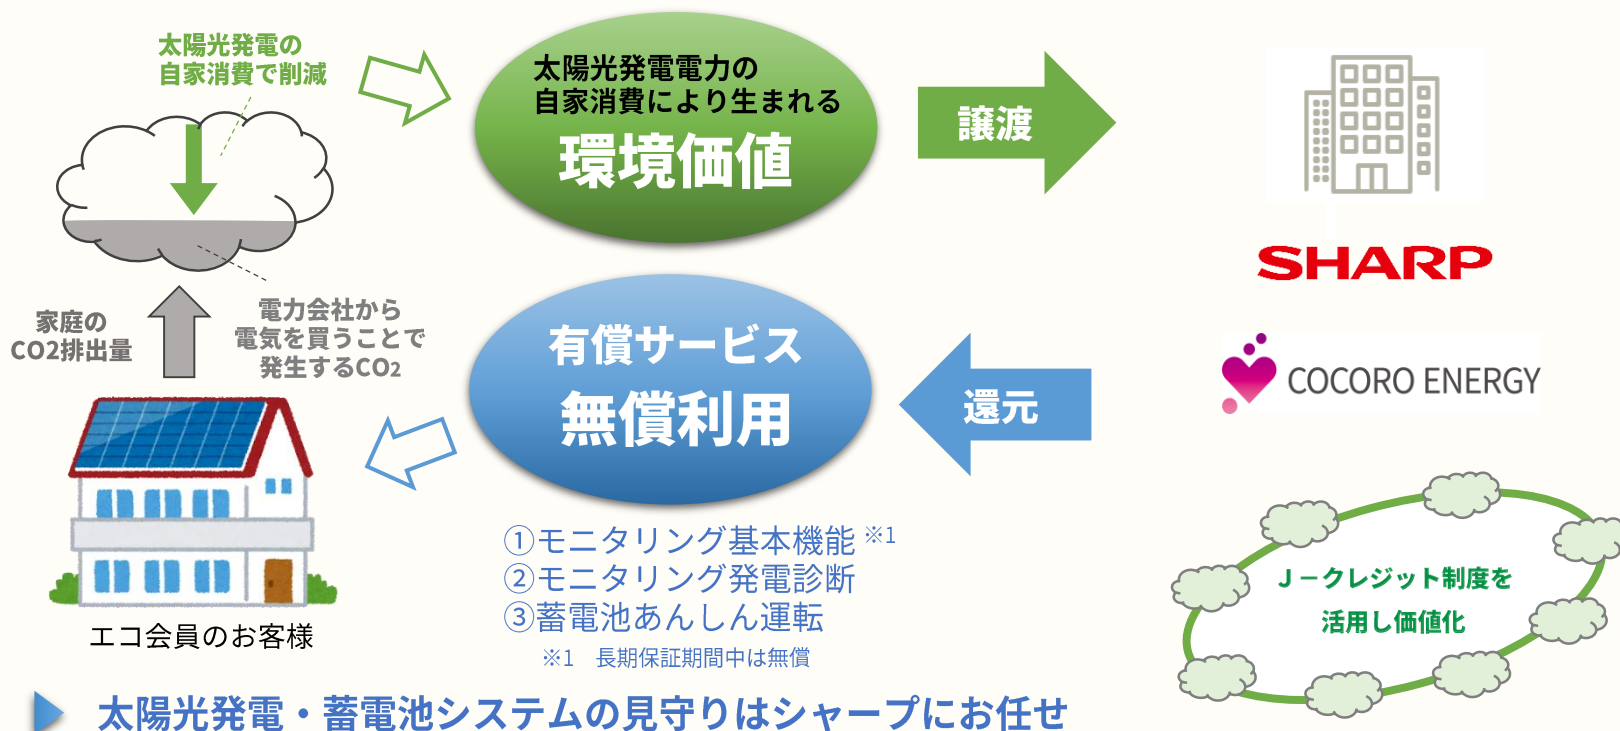 太陽光発電の
自家消費で削減
太陽光発電電力の
自家消費により生まれる
環境価値
譲渡
SHARP
家庭の
CO2排出量
電力会社から
電気を買うことで
発生するCO2
有償サービス
無償利用
還元
COCORO ENERGY
①モニタリング基本機能 ※1
②モニタリング発電診断
③蓄電池あんしん運転
※1　長期保証期間中は無償
エコ会員のお客様
J－クレジット制度を
活用し価値化
太陽光発電・蓄電池システムの見守りはシャープにお任せ